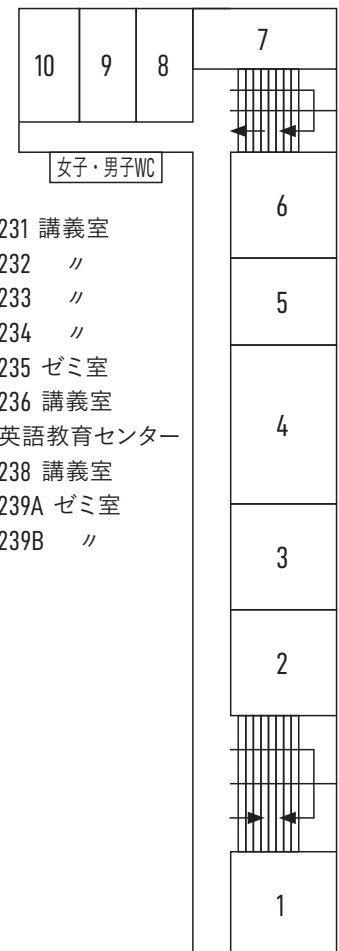 7
10 9 8
女子・男子WC
6
231 講義室
232 〃
233 〃
5
234 〃
235 ゼミ室
236 講義室
4
英語教育センター
238 講義室
239A ゼミ室
239B 〃
3
2
1